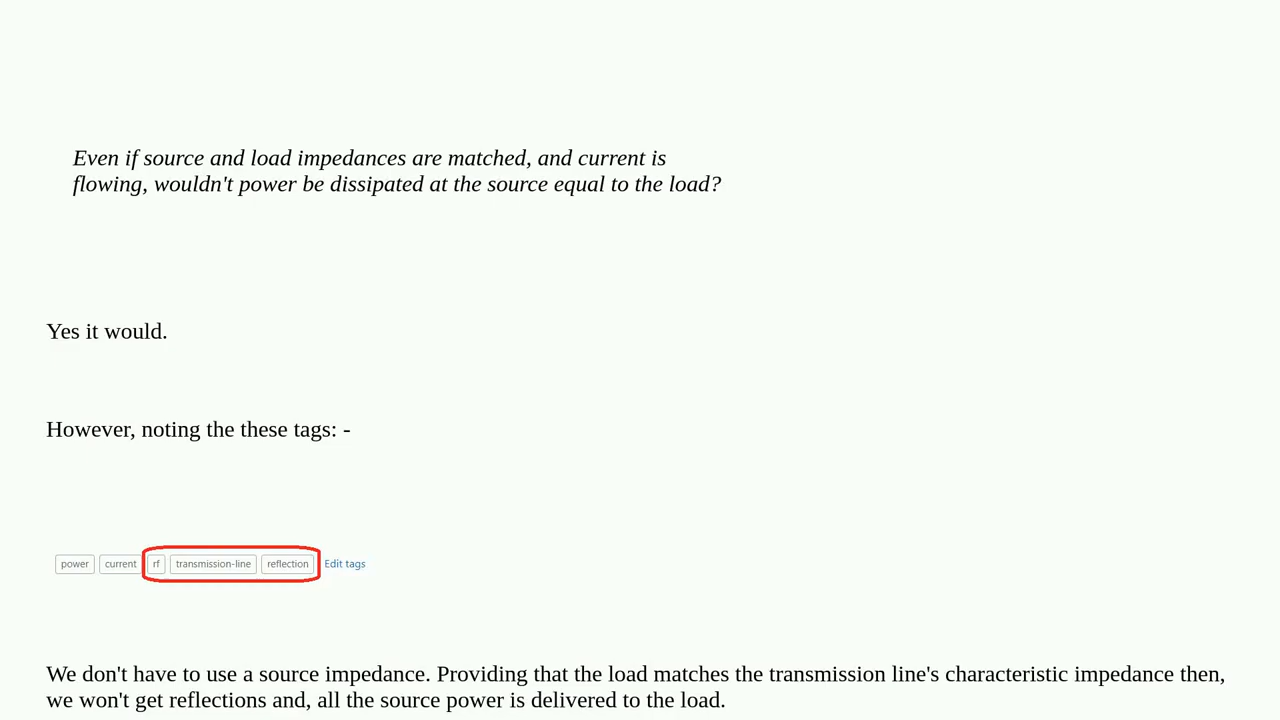 Even if source and load impedances are matched, and current is
flowing, wouldn't power be dissipated at the source equal to the load?
Yes it would.
However, noting the these tags: -
power current rf transmission-line reflection Edit tags
We don't have to use a source impedance. Providing that the load matches the transmission line's characteristic impedance then,
we won't get reflections and, all the source power is delivered to the load.